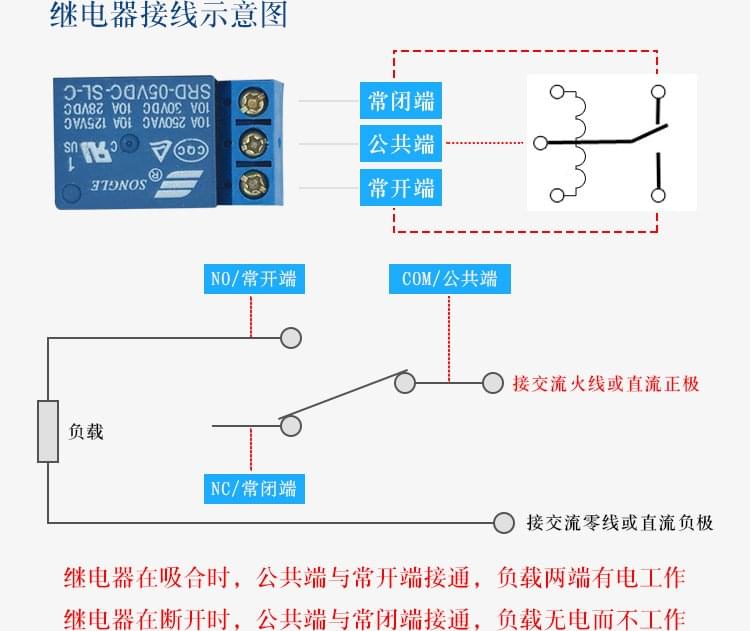 继电器接线示意图
SRD-05VDC-SL-C
10A 30VDC 10A 28VDC
10A 250VAC 10A 125VAC
CQC
c
US
1
SONGLE
®
常闭端
公共端
常开端
NO/常开端
COM/公共端
接交流火线或直流正极
负载
NC/常闭端
接交流零线或直流负极
继电器在吸合时，公共端与常开端接通，负载两端有电工作
继电器在断开时，公共端与常闭端接通，负载无电而不工作